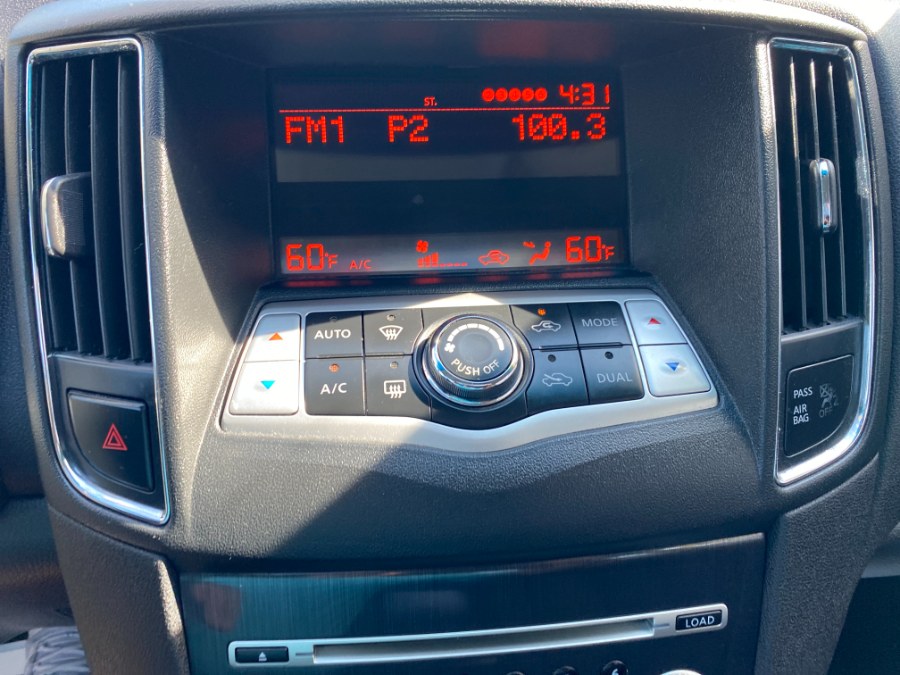 ST. 4:31
FM1 P2 100.3
60°F A/C 60°F
AUTO
MODE
A/C
PUSH OFF
DUAL
PASS
AIR
BAG
OFF
LOAD
6